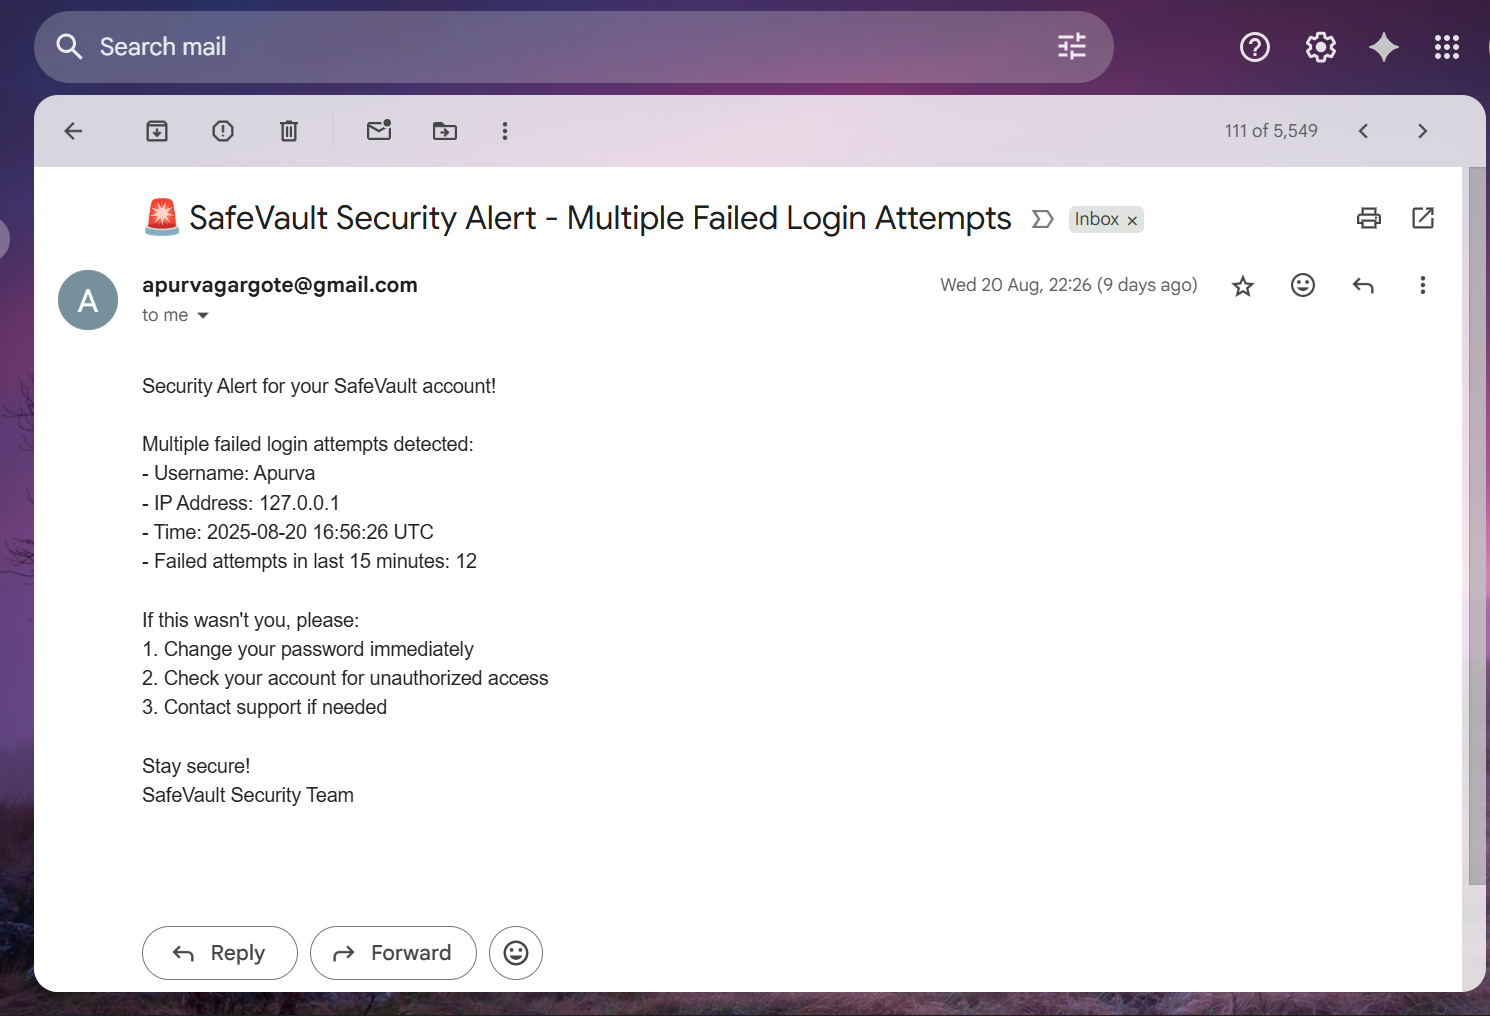 Search mail
111 of 5,549
🚨 SafeVault Security Alert - Multiple Failed Login Attempts
Inbox ×
A
apurvagargote@gmail.com
Wed 20 Aug, 22:26 (9 days ago)
to me
Security Alert for your SafeVault account!
Multiple failed login attempts detected:
- Username: Apurva
- IP Address: 127.0.0.1
- Time: 2025-08-20 16:56:26 UTC
- Failed attempts in last 15 minutes: 12
If this wasn't you, please:
1. Change your password immediately
2. Check your account for unauthorized access
3. Contact support if needed
Stay secure!
SafeVault Security Team
Reply
Forward